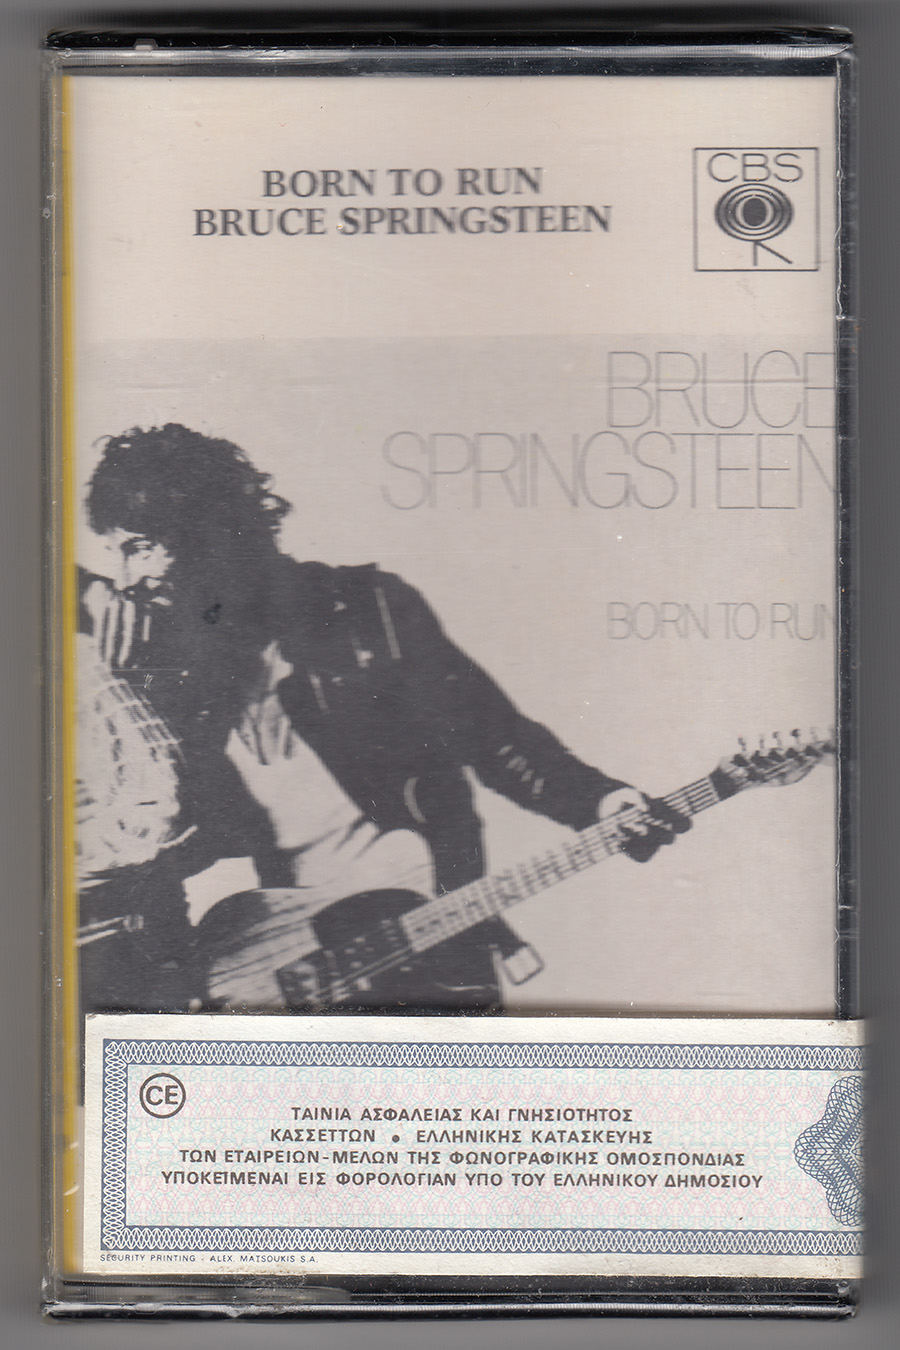 BORN TO RUN
BRUCE SPRINGSTEEN
CBS
BRUCE
SPRINGSTEEN
BORN TO RUN
CE
ΤΑΙΝΙΑ ΑΣΦΑΛΕΙΑΣ ΚΑΙ ΓΝΗΣΙΟΤΗΤΟΣ
ΚΑΣΣΕΤΤΩΝ • ΕΛΛΗΝΙΚΗΣ ΚΑΤΑΣΚΕΥΗΣ
ΤΩΝ ΕΤΑΙΡΕΙΩΝ-ΜΕΛΩΝ ΤΗΣ ΦΩΝΟΓΡΑΦΙΚΗΣ ΟΜΟΣΠΟΝΔΙΑΣ
ΥΠΟΚΕΙΜΕΝΑΙ ΕΙΣ ΦΟΡΟΛΟΓΙΑΝ ΥΠΟ ΤΟΥ ΕΛΛΗΝΙΚΟΥ ΔΗΜΟΣΙΟΥ
SECURITY PRINTING - ALEX. MATSOUKIS S.A.